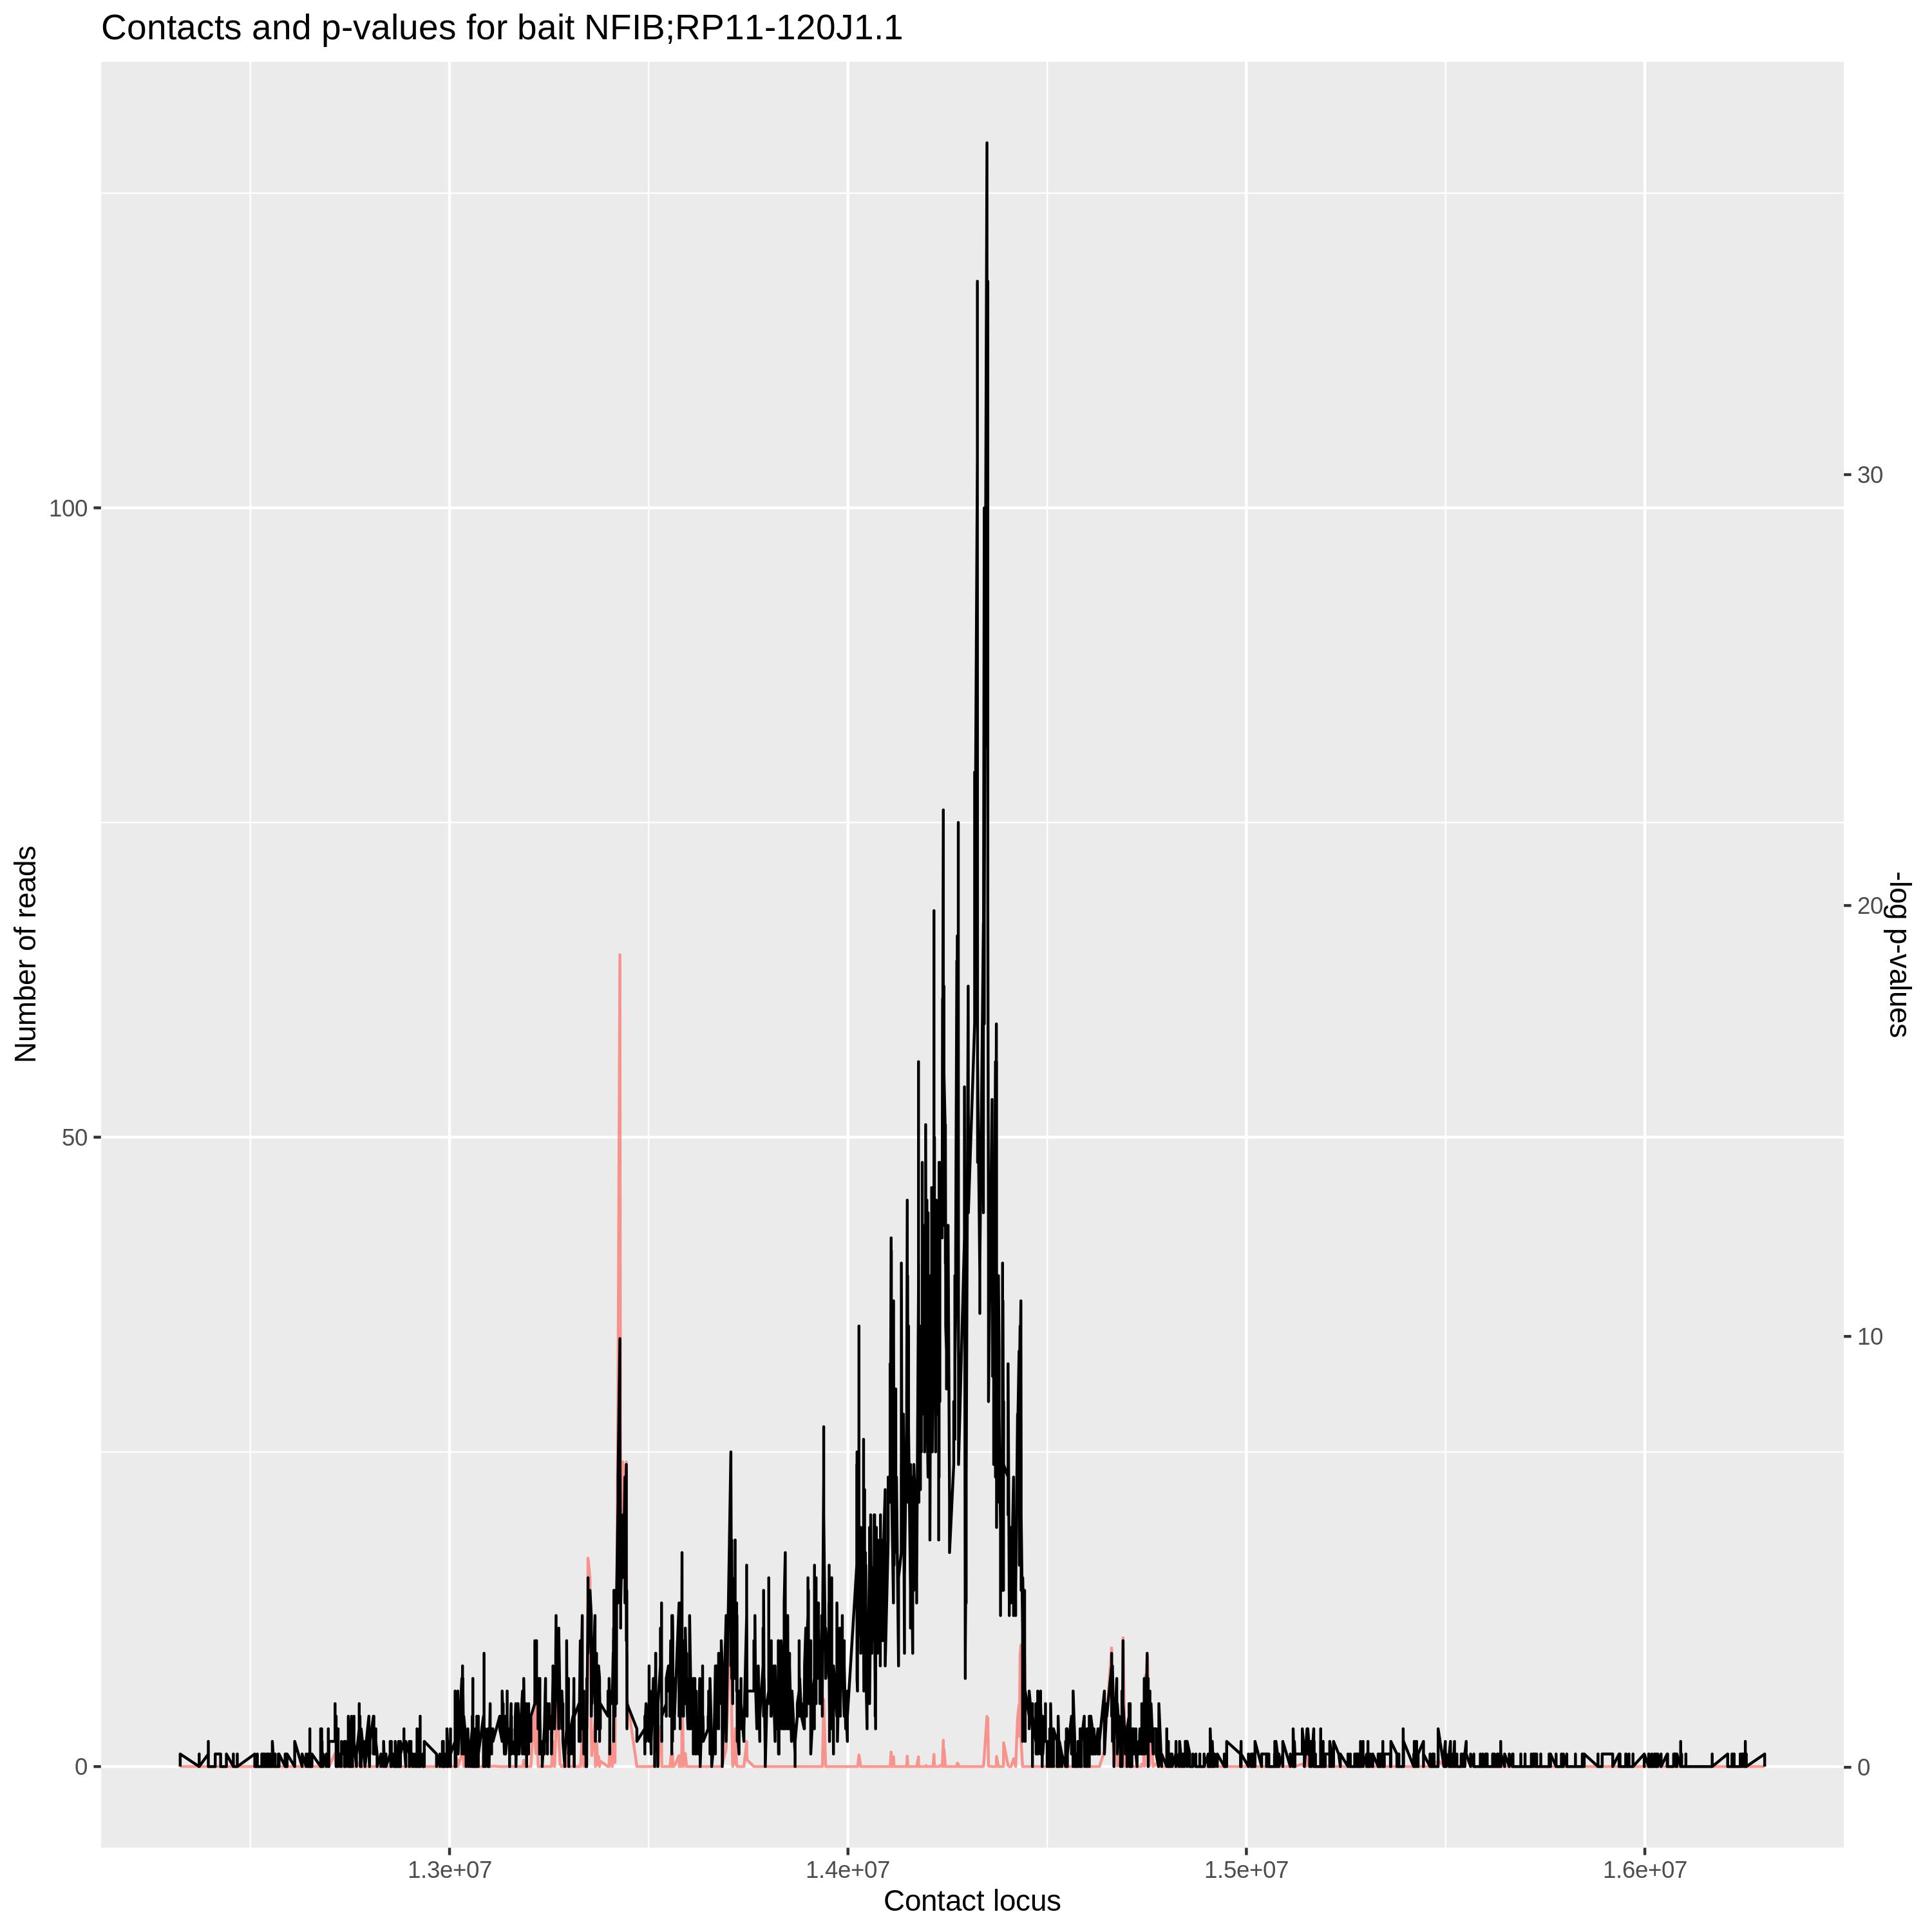 Contacts and p-values for bait NFIB;RP11-120J1.1
Number of reads
100
50
0
30
20
10
0
-log p-values
1.3e+07
1.4e+07
1.5e+07
1.6e+07
Contact locus